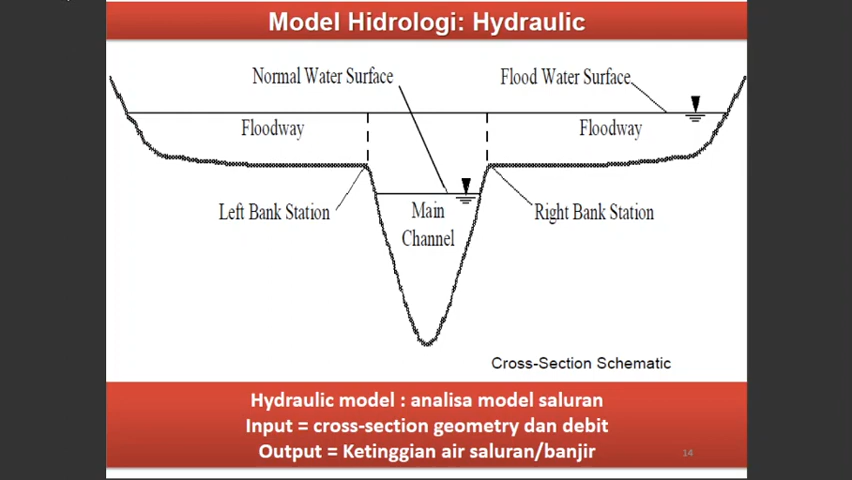 Model Hidrologi: Hydraulic
Normal Water Surface
Flood Water Surface
Floodway
Floodway
Left Bank Station
Main
Channel
Right Bank Station
Cross-Section Schematic
Hydraulic model : analisa model saluran
Input = cross-section geometry dan debit
Output = Ketinggian air saluran/banjir
14